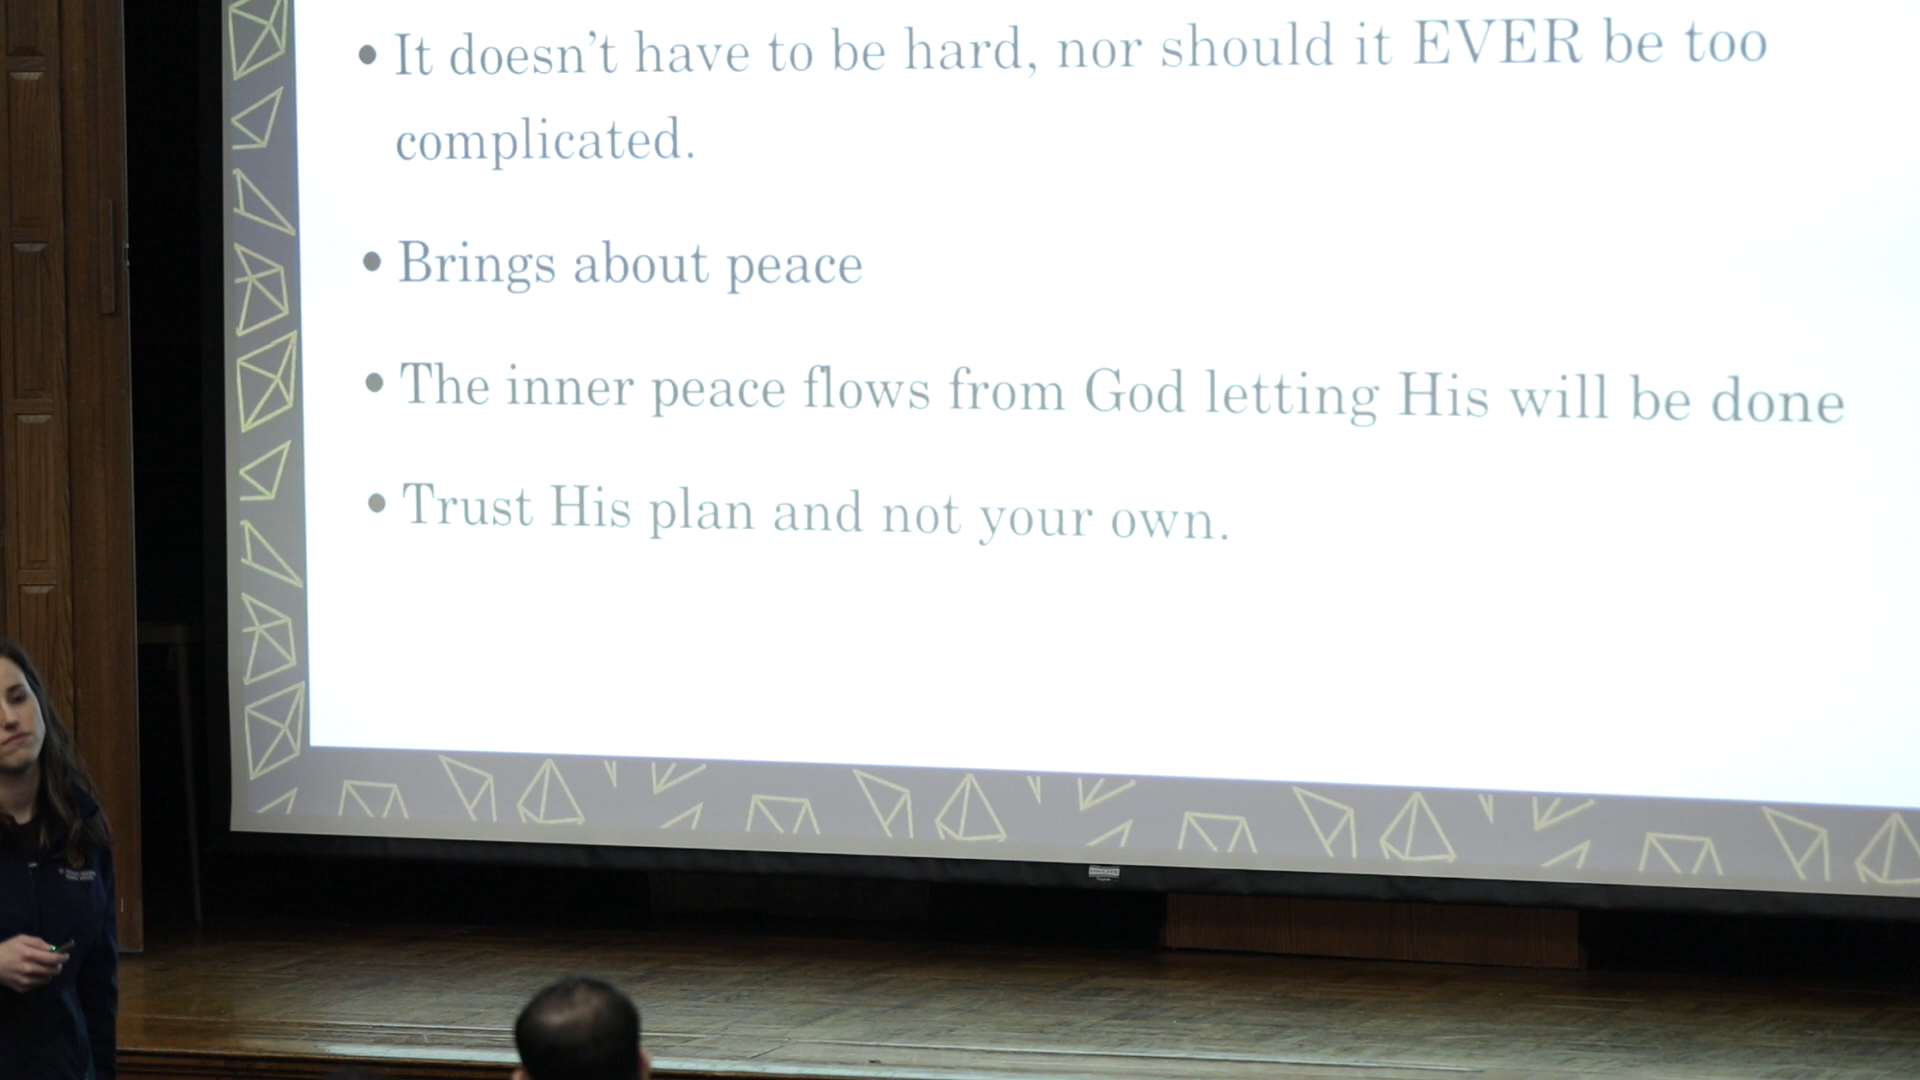 • It doesn't have to be hard, nor should it EVER be too
complicated.
• Brings about peace
• The inner peace flows from God letting His will be done
• Trust His plan and not your own.